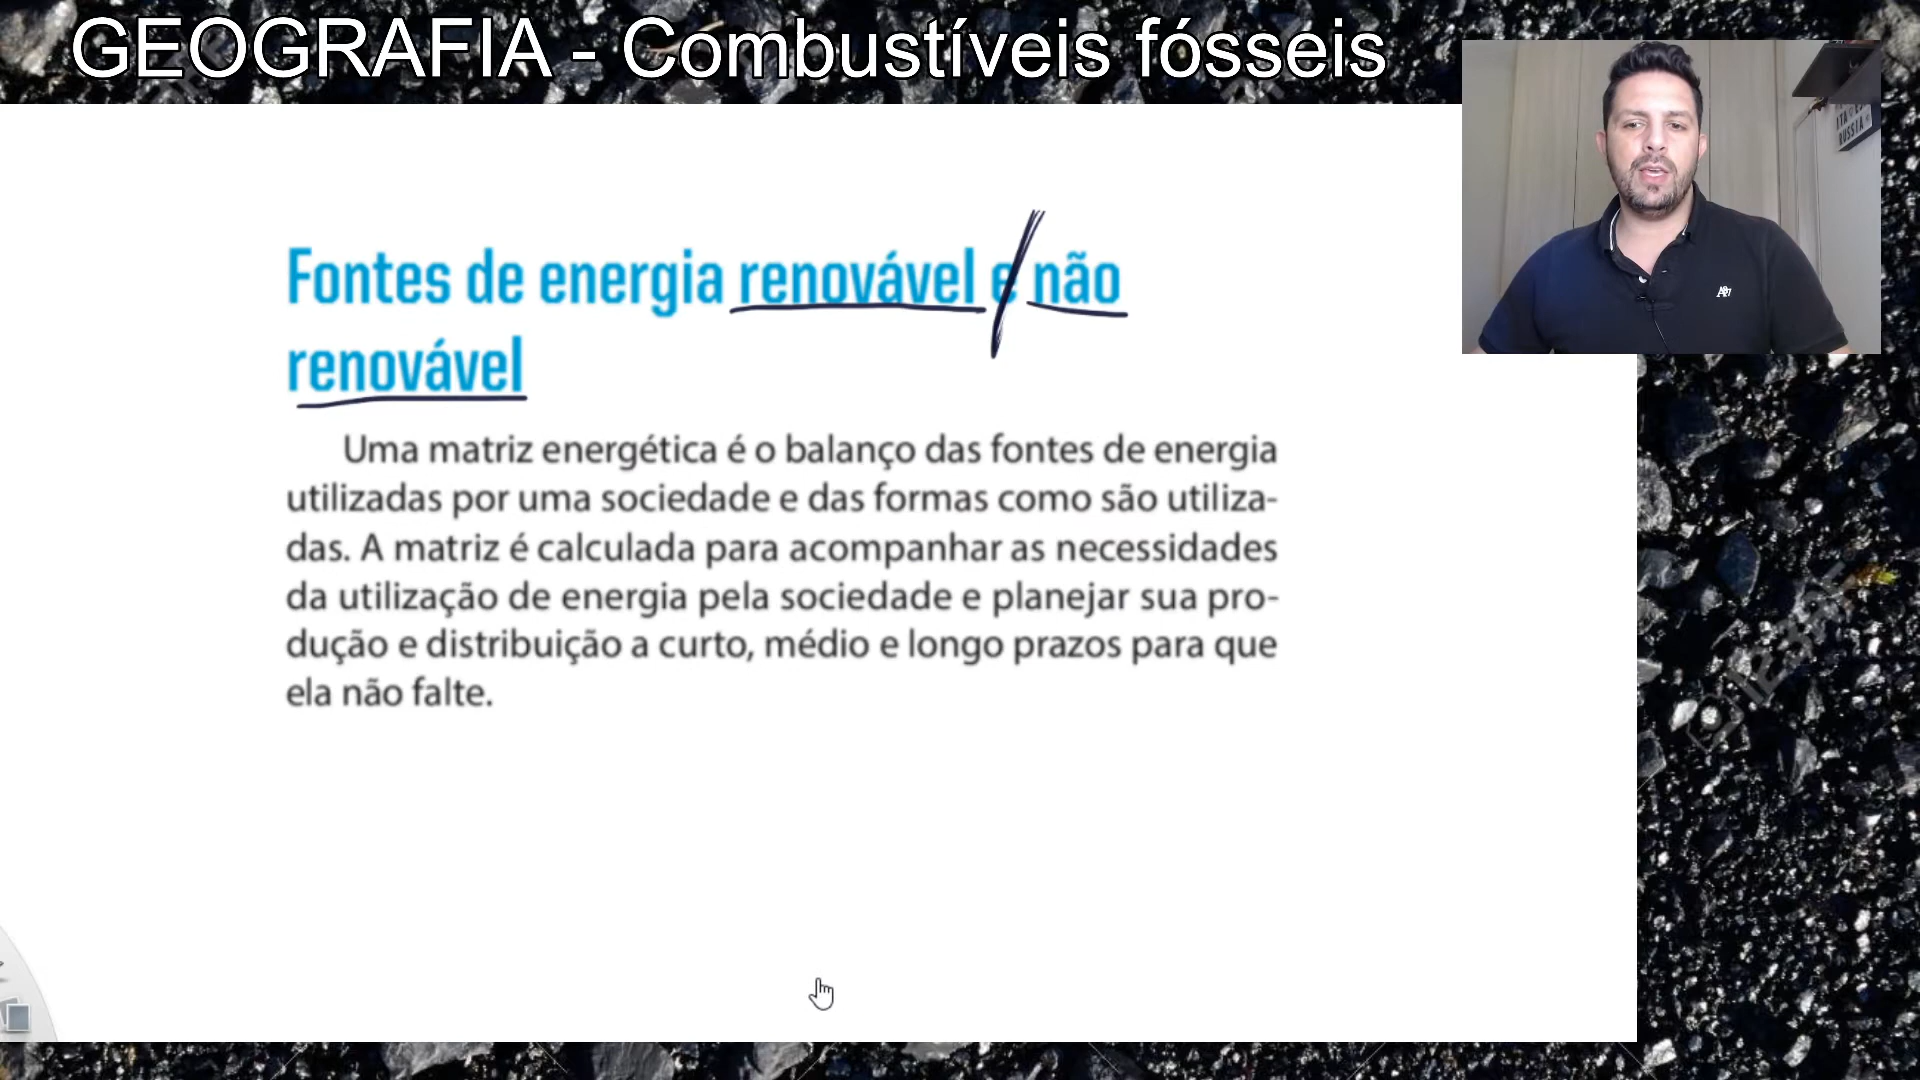 GEOGRAFIA - Combustíveis fósseis
Fontes de energia renovável e não
renovável
Uma matriz energética é o balanço das fontes de energia
utilizadas por uma sociedade e das formas como são utiliza-
das. A matriz é calculada para acompanhar as necessidades
da utilização de energia pela sociedade e planejar sua pro-
dução e distribuição a curto, médio e longo prazos para que
ela não falte.
RUSSIA